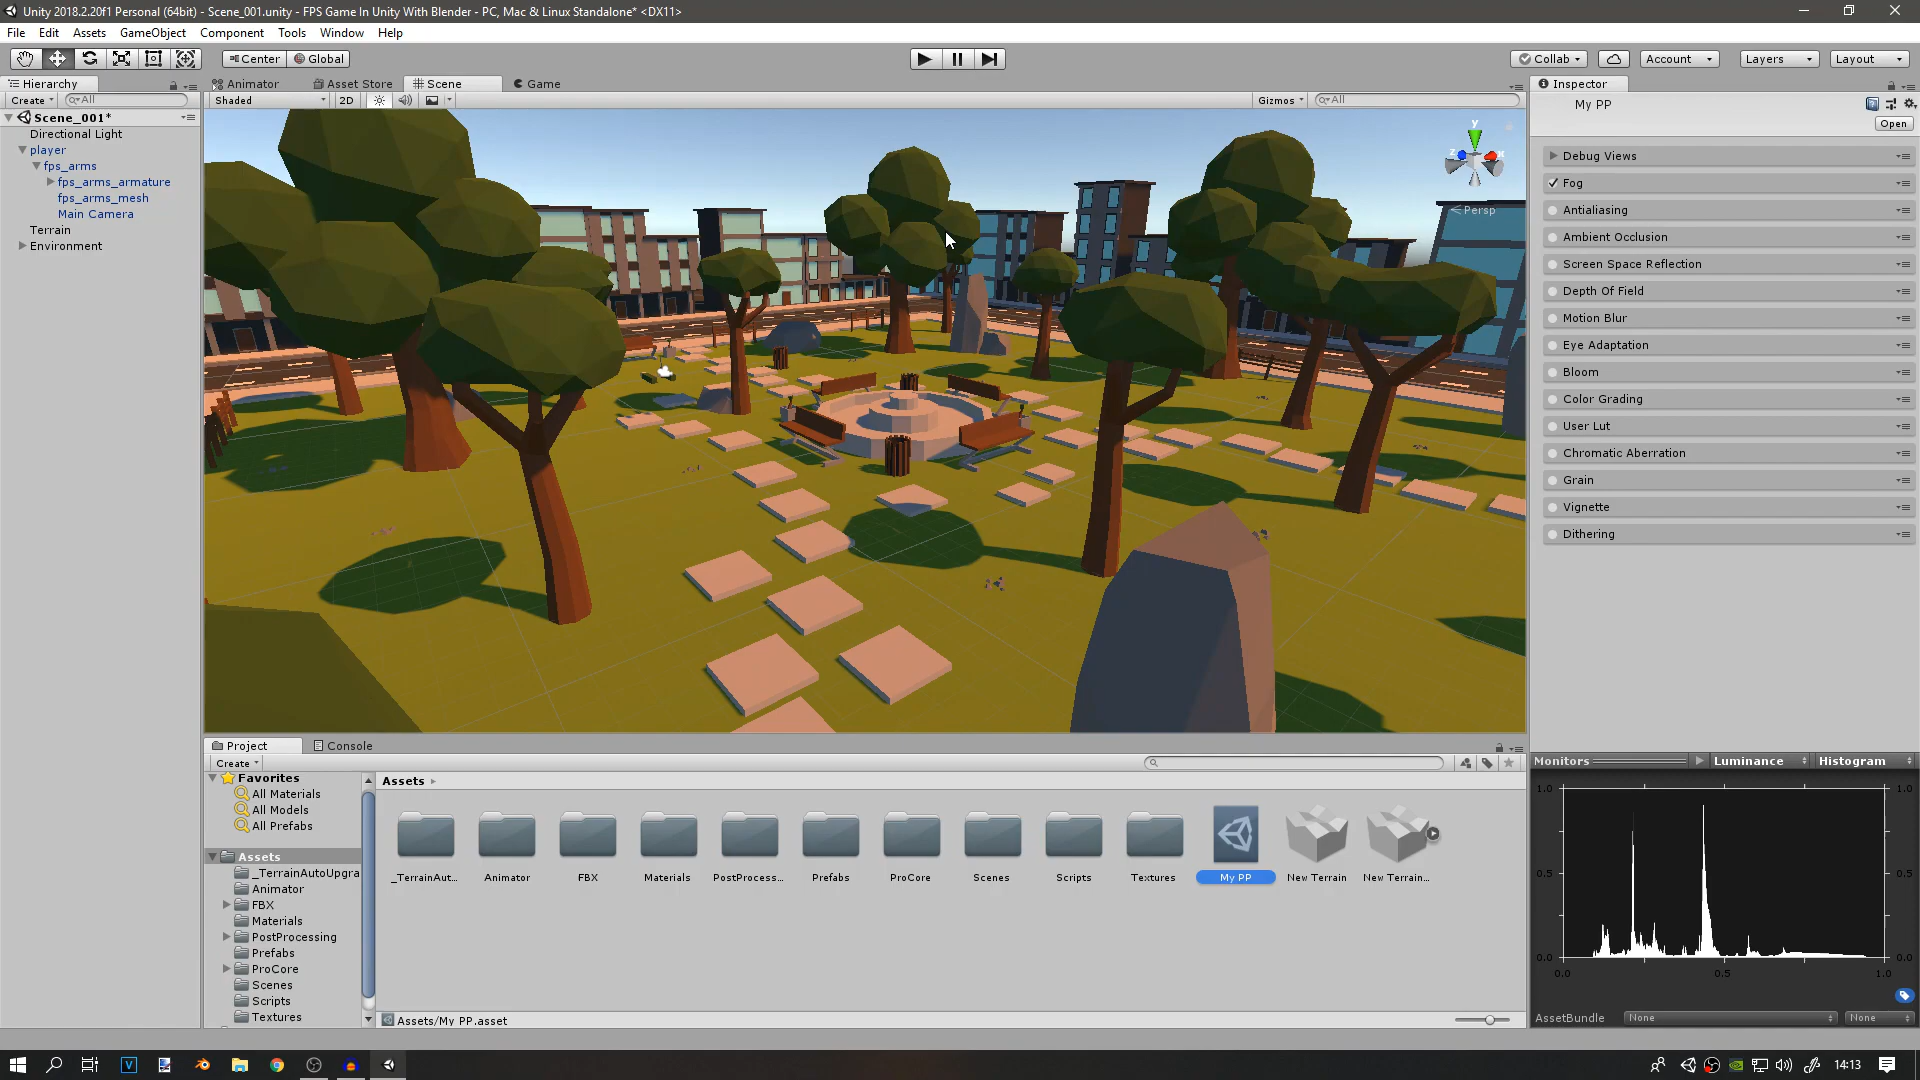 Unity 2018.2.20f1 Personal (64bit) - Scene_001.unity - FPS Game In Unity With Blender - PC, Mac & Linux Standalone* <DX11>
File Edit Assets GameObject Component Tools Window Help
Center Global Collab Account Layers Layout
Hierarchy
Create All
Scene_001*
Directional Light
player
fps_arms
fps_arms_armature
fps_arms_mesh
Main Camera
Terrain
Environment
Animator Asset Store Scene Game
Shaded 2D Gizmos All
y
z x
Persp
Inspector
My PP
Open
Debug Views
Fog
Antialiasing
Ambient Occlusion
Screen Space Reflection
Depth Of Field
Motion Blur
Eye Adaptation
Bloom
Color Grading
User Lut
Chromatic Aberration
Grain
Vignette
Dithering
Project Console
Create
Favorites
All Materials
All Models
All Prefabs
Assets
_TerrainAutoUpgra
Animator
FBX
Materials
PostProcessing
Prefabs
ProCore
Scenes
Scripts
Textures
Assets
_TerrainAut... Animator FBX Materials PostProcess... Prefabs ProCore Scenes Scripts Textures My PP New Terrain New Terrain...
Assets/My PP.asset
Monitors Luminance Histogram
1.0 1.0
0.5 0.5
0.0 0.0
0.0 0.5 1.0
AssetBundle None None
14:13